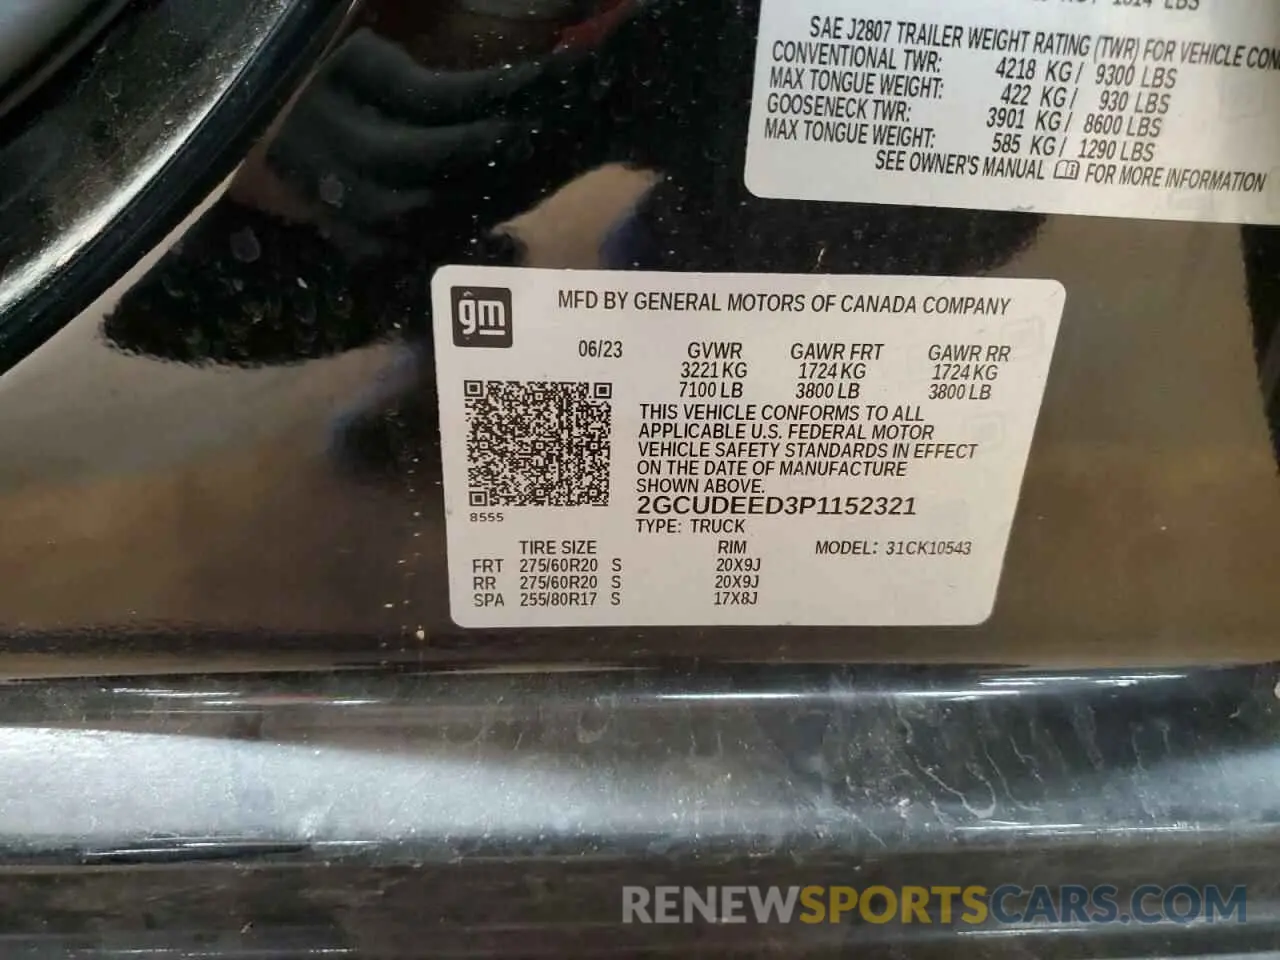 1814 LBS
SAE J2807 TRAILER WEIGHT RATING (TWR) FOR VEHICLE
CONVENTIONAL TWR: 4218 KG/ 9300 LBS
MAX TONGUE WEIGHT: 422 KG/ 930 LBS
GOOSENECK TWR: 3901 KG/ 8600 LBS
MAX TONGUE WEIGHT: 585 KG/ 1290 LBS
SEE OWNER'S MANUAL FOR MORE INFORMATION
gm
MFD BY GENERAL MOTORS OF CANADA COMPANY
06/23 GVWR GAWR FRT GAWR RR
3221 KG 1724 KG 1724 KG
7100 LB 3800 LB 3800 LB
THIS VEHICLE CONFORMS TO ALL
APPLICABLE U.S. FEDERAL MOTOR
VEHICLE SAFETY STANDARDS IN EFFECT
ON THE DATE OF MANUFACTURE
SHOWN ABOVE.
2GCUDEED3P1152321
8555
TYPE: TRUCK
TIRE SIZE RIM MODEL: 31CK10543
FRT 275/60R20 S 20X9J
RR 275/60R20 S 20X9J
SPA 255/80R17 S 17X8J
RENEWSPORTSCARS.COM